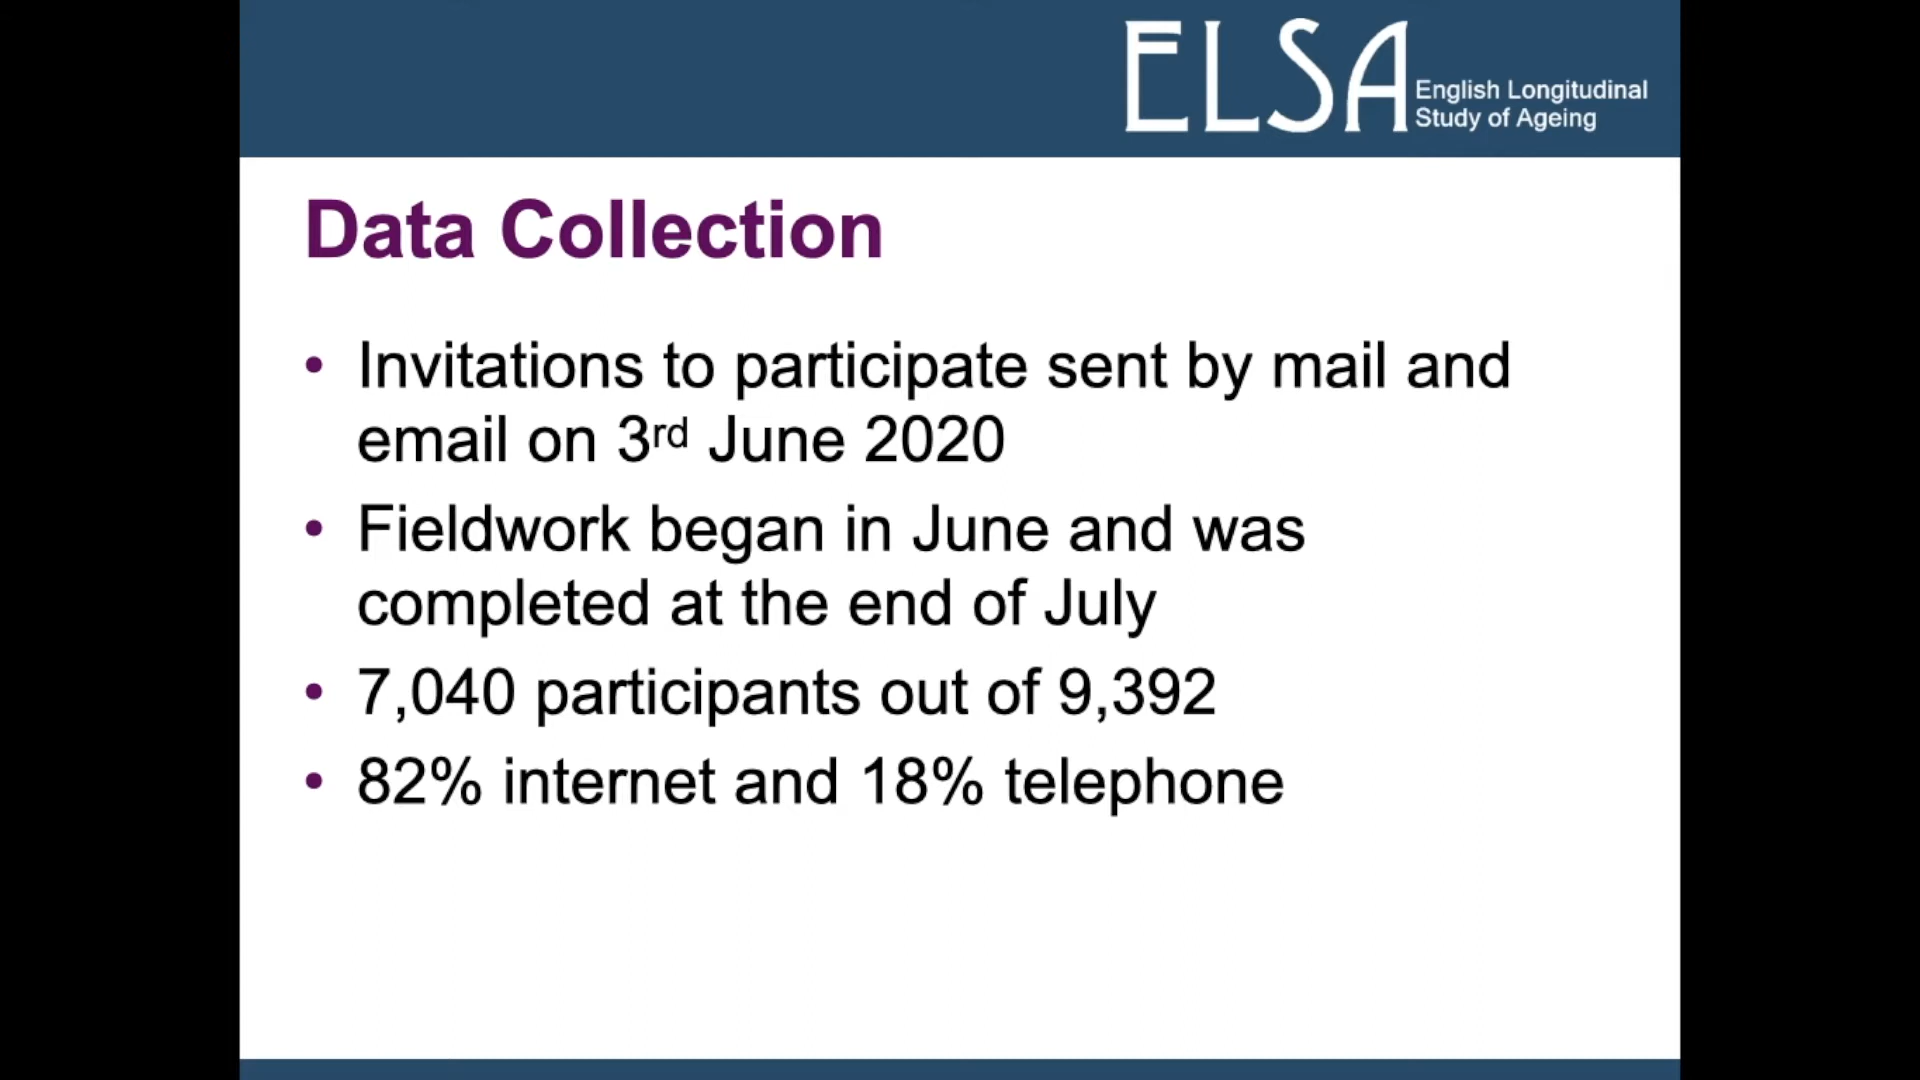 ELSA
English Longitudinal
Study of Ageing
Data Collection
• Invitations to participate sent by mail and
email on 3rd June 2020
• Fieldwork began in June and was
completed at the end of July
• 7,040 participants out of 9,392
• 82% internet and 18% telephone